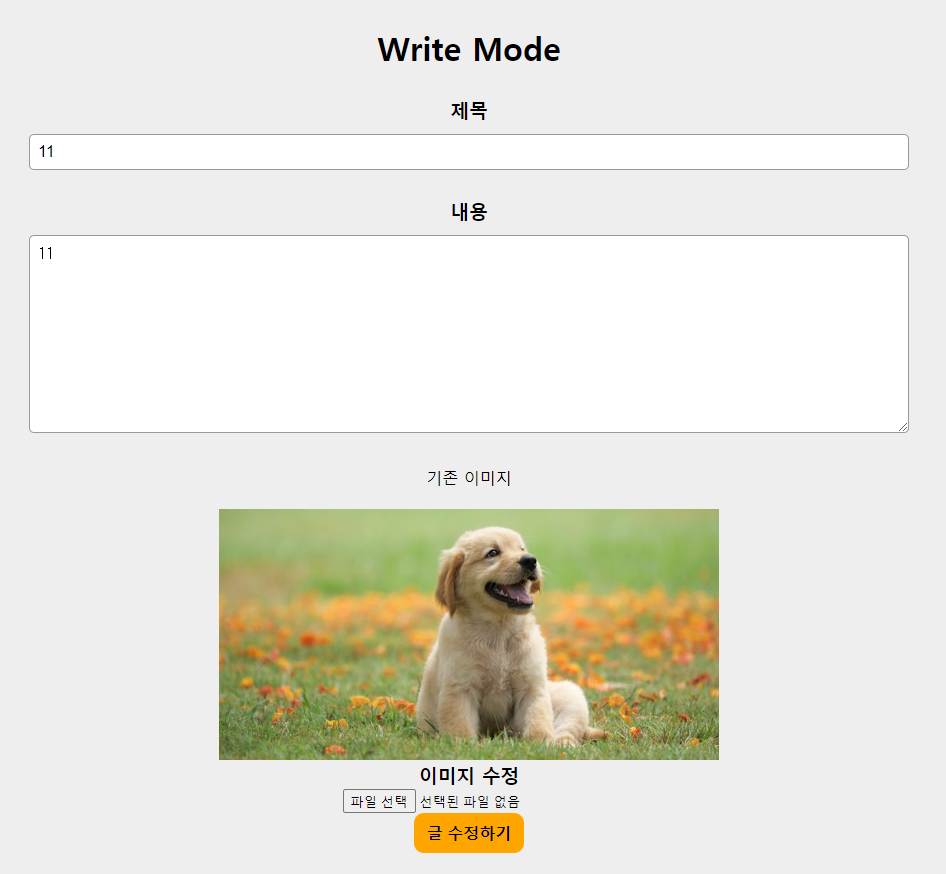 Write Mode
제목
11
내용
11
기존 이미지
이미지 수정
파일 선택 선택된 파일 없음
글 수정하기